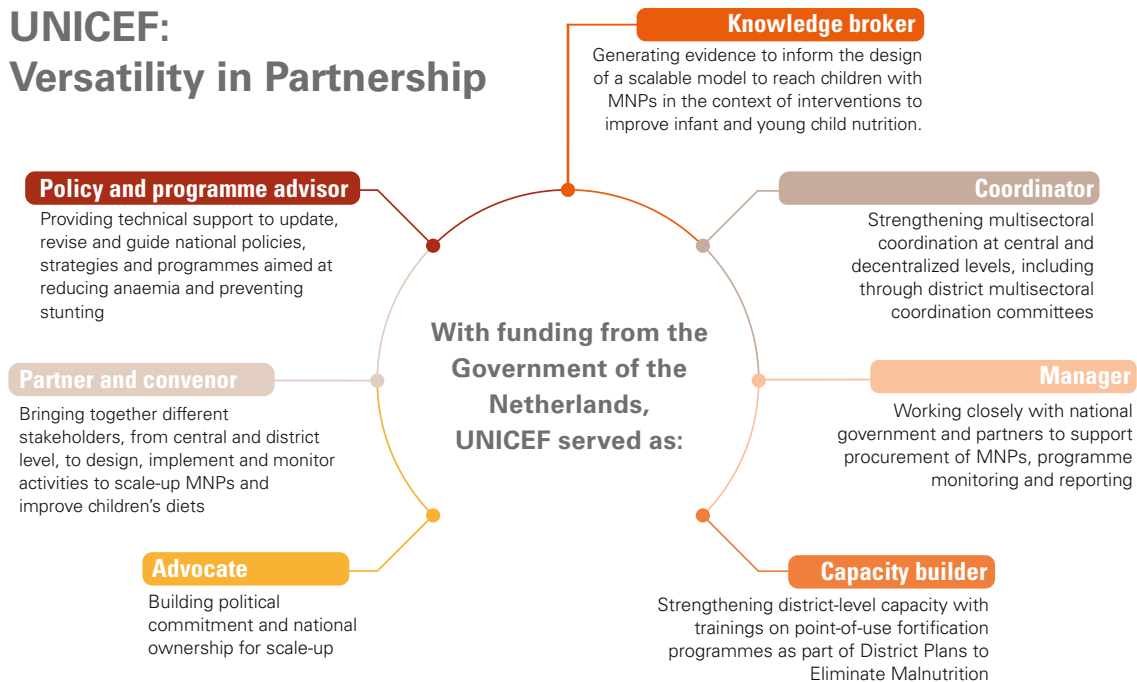 UNICEF:
Versatility in Partnership
Knowledge broker
Generating evidence to inform the design
of a scalable model to reach children with
MNPs in the context of interventions to
improve infant and young child nutrition.
Policy and programme advisor
Providing technical support to update,
revise and guide national policies,
strategies and programmes aimed at
reducing anaemia and preventing
stunting
Coordinator
Strengthening multisectoral
coordination at central and
decentralized levels, including
through district multisectoral
coordination committees
With funding from the
Government of the
Netherlands,
UNICEF served as:
Partner and convenor
Bringing together different
stakeholders, from central and district
level, to design, implement and monitor
activities to scale-up MNPs and
improve children's diets
Manager
Working closely with national
government and partners to support
procurement of MNPs, programme
monitoring and reporting
Advocate
Building political
commitment and national
ownership for scale-up
Capacity builder
Strengthening district-level capacity with
trainings on point-of-use fortification
programmes as part of District Plans to
Eliminate Malnutrition